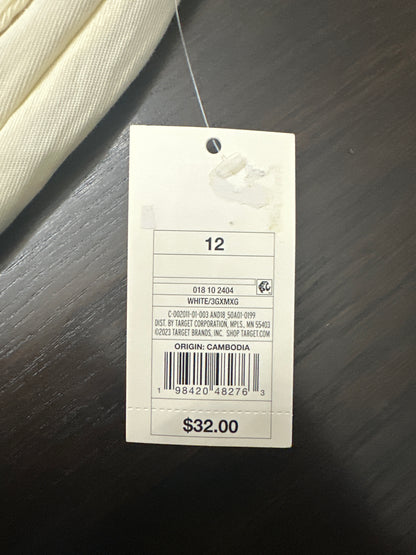 12
018 10 2404
WHITE/3GXMXG
C-002011-01-003 AND18_50A01-0199
DIST. BY TARGET CORPORATION, MPLS, MN 55403
©2023 TARGET BRANDS, INC. SHOP TARGET.COM
ORIGIN: CAMBODIA
1 98420 48276 3
$32.00